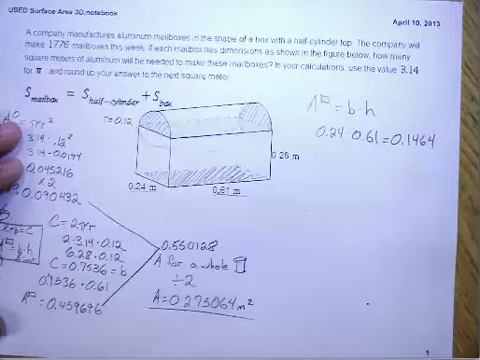 USED Surface Area 3D.notebook
April 10, 2013
A company manufactures aluminum mailboxes in the shape of a box with a half-cylinder top. The company will
make 1776 mailboxes this week. If each mailbox has dimensions as shown in the figure below, how many
square meters of aluminum will be needed to make these mailboxes? In your calculations, use the value 3.14
for π, and round up your answer to the next square meter.
S mailbox = S half-cylinder + S box
r=0.12
0.26 m
0.24 m
0.61 m
A▭ = b·h
0.24·0.61=0.1464
=πr²
3.14·.12²
3.14·0.0144
0.045216
×2
0.090432
C=2πr
2·3.14·0.12
6.28·0.12
C=0.7536=b
0.7536·0.61
A▭=0.459696
0.550128
A for a whole
÷2
A=0.275064m²
1